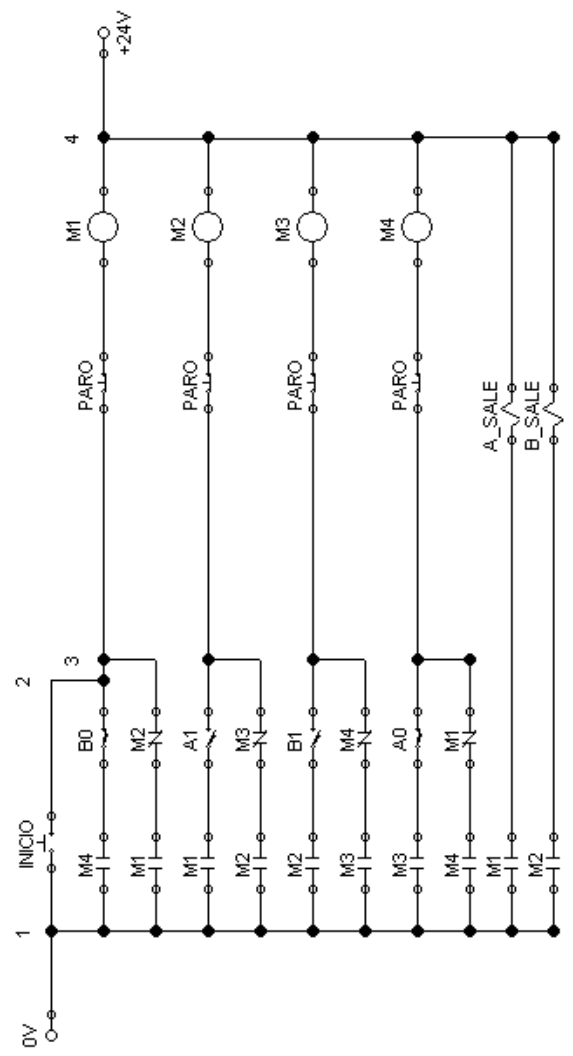 0V 1 INICIO 2
M4 B0 3 PARO M1 4 +24V
M1 M2
M1 A1 PARO M2
M2 M3
M2 B1 PARO M3
M3 M4
M3 A0 PARO M4
M4 M1
M1 A_SALE
M2 B_SALE